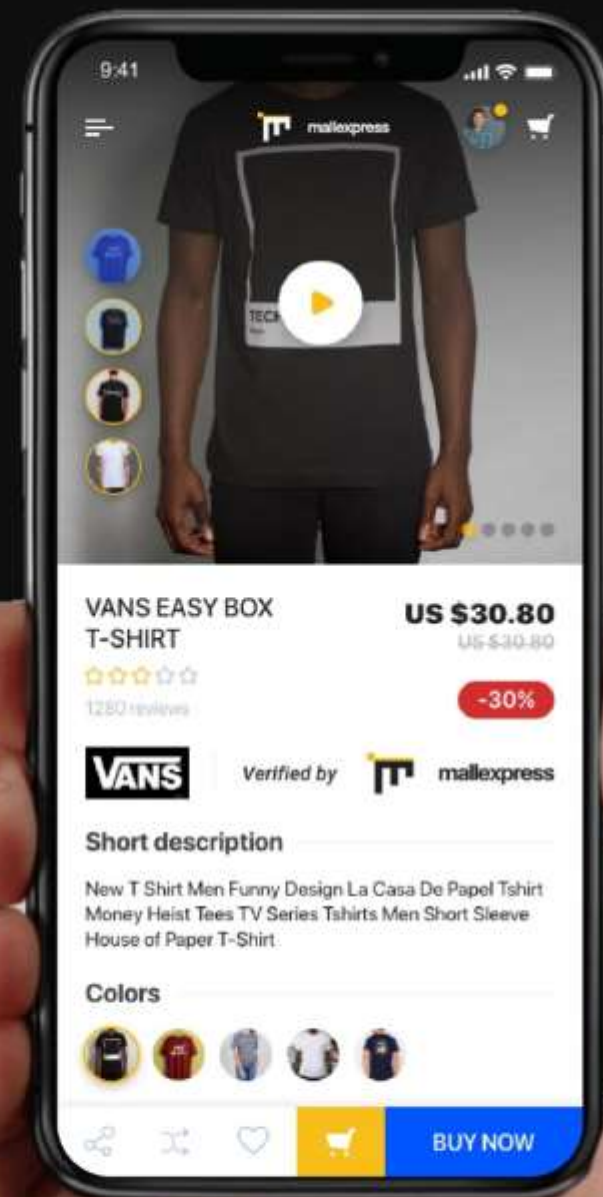 9:41
mallexpress
TECH
VANS EASY BOX
T-SHIRT
US $30.80
US $30.80
1280 reviews
-30%
VANS
Verified by
mallexpress
Short description
New T Shirt Men Funny Design La Casa De Papel Tshirt
Money Heist Tees TV Series Tshirts Men Short Sleeve
House of Paper T-Shirt
Colors
BUY NOW